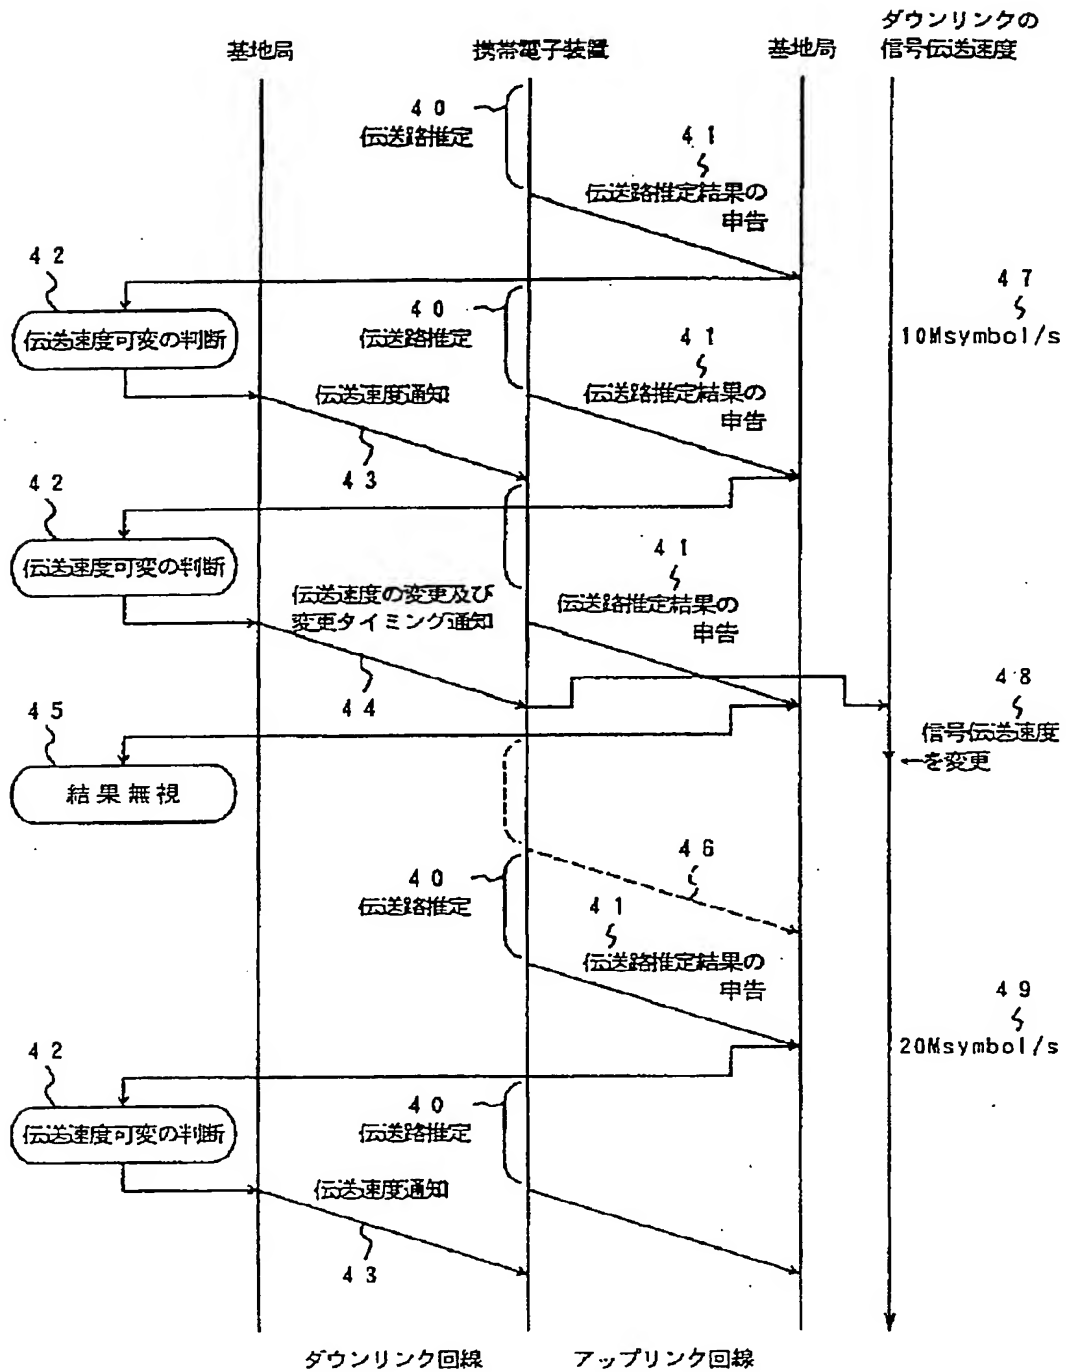 ダウンリンクの
信号伝送速度
基地局
携帯電子装置
基地局
40
伝送路推定
41
伝送路推定結果の
申告
42
伝送速度可変の判断
47
10Msymbol/s
40
伝送路推定
41
伝送路推定結果の
申告
伝送速度通知
43
42
伝送速度可変の判断
41
伝送路推定結果の
申告
伝送速度の変更及び
変更タイミング通知
44
48
信号伝送速度
←を変更
45
結果無視
46
40
伝送路推定
41
伝送路推定結果の
申告
49
20Msymbol/s
42
伝送速度可変の判断
40
伝送路推定
伝送速度通知
43
ダウンリンク回線
アップリンク回線